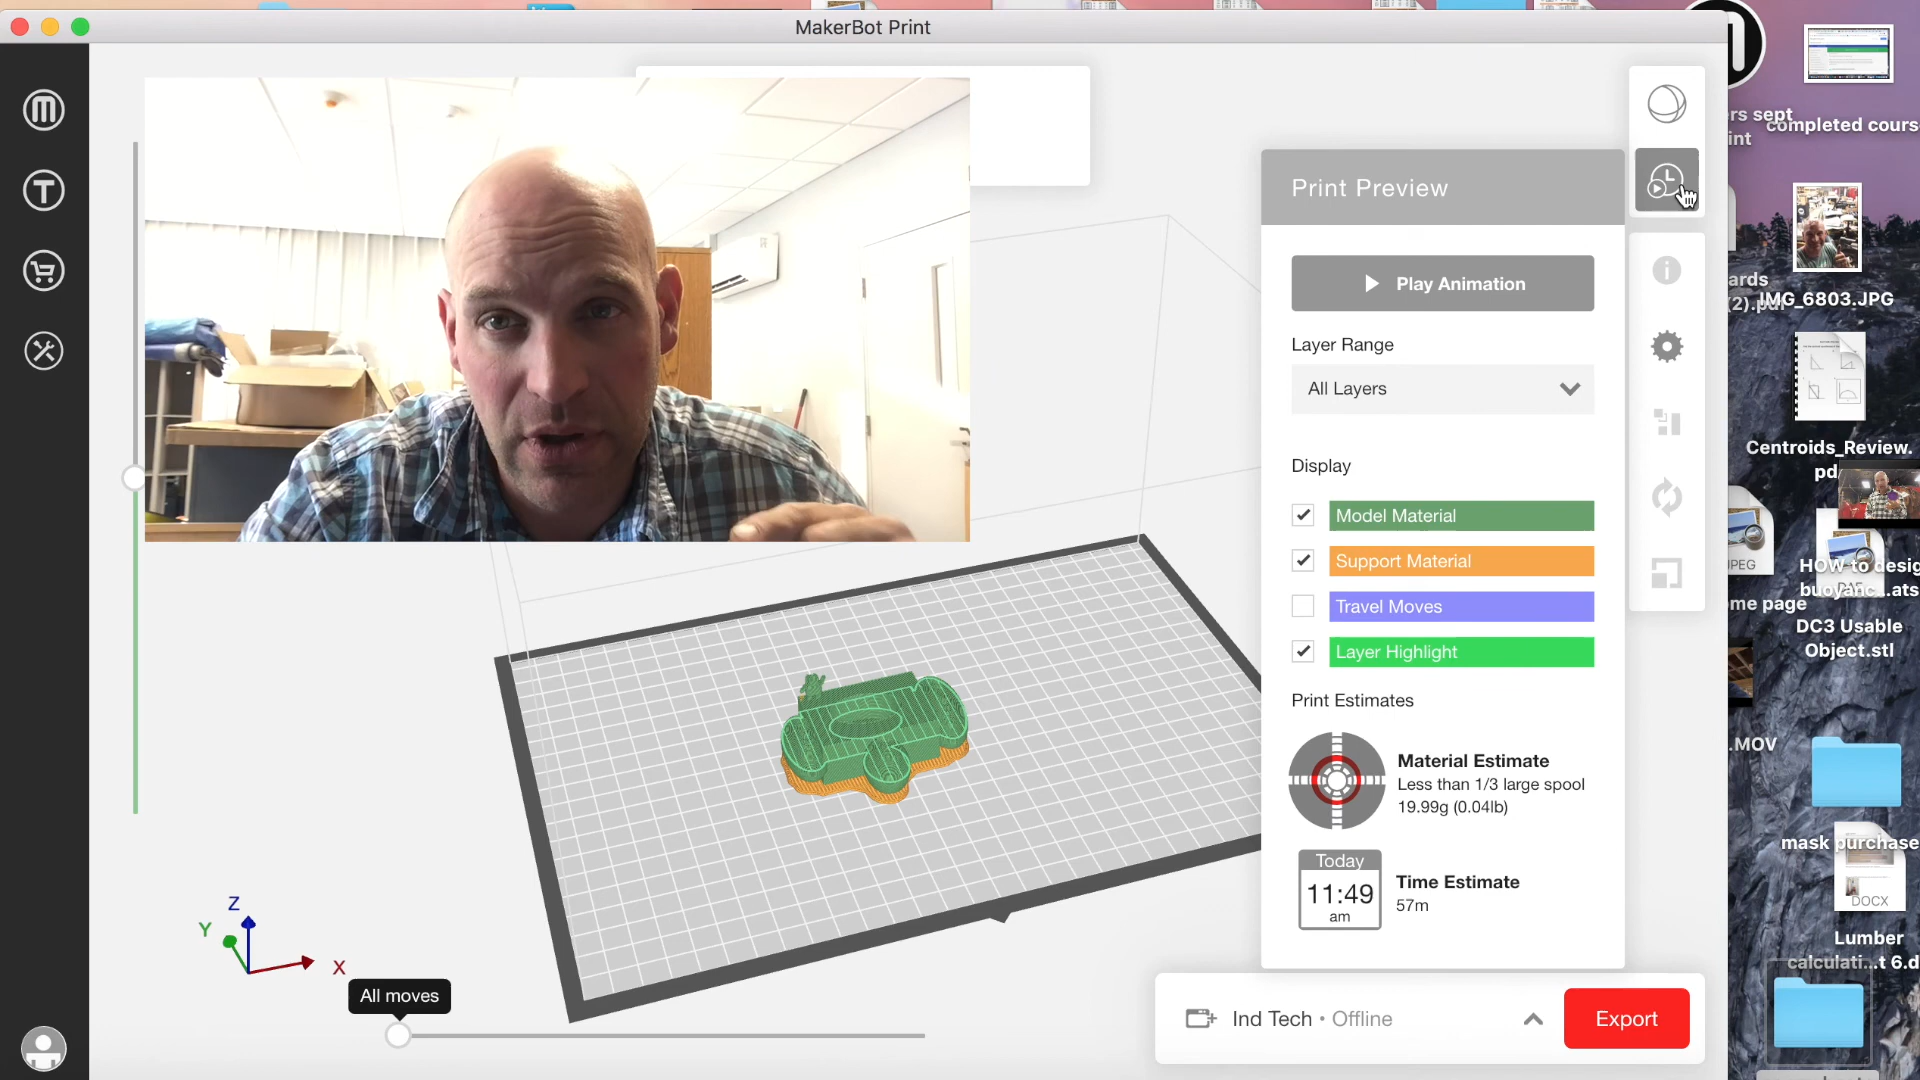 MakerBot Print
Print Preview
Play Animation
Layer Range
All Layers
Display
Model Material
Support Material
Travel Moves
Layer Highlight
Print Estimates
Material Estimate
Less than 1/3 large spool
19.99g (0.04lb)
Today
11:49
am
Time Estimate
57m
Z
Y
X
All moves
Ind Tech • Offline
Export
rs sept
int
completed cours
ards
(2).pdf
IMG_6803.JPG
Centroids_Review.
pd
JPEG
HOW to desig
buoyanc...ats
me page
DC3 Usable
Object.stl
.MOV
mask purchase
DOCX
Lumber
calculati...t 6.d